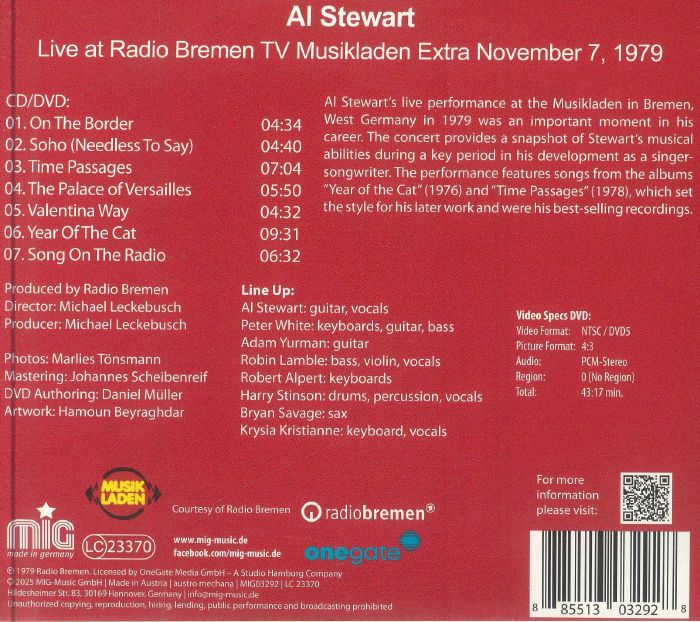 Al Stewart
Live at Radio Bremen TV Musikladen Extra November 7, 1979
CD/DVD:
01. On The Border 04:34
02. Soho (Needless To Say) 04:40
03. Time Passages 07:04
04. The Palace of Versailles 05:50
05. Valentina Way 04:32
06. Year Of The Cat 09:31
07. Song On The Radio 06:32
Al Stewart's live performance at the Musikladen in Bremen,
West Germany in 1979 was an important moment in his
career. The concert provides a snapshot of Stewart's musical
abilities during a key period in his development as a singer-
songwriter. The performance features songs from the albums
"Year of the Cat" (1976) and "Time Passages" (1978), which set
the style for his later work and were his best-selling recordings.
Produced by Radio Bremen
Director: Michael Leckebusch
Producer: Michael Leckebusch
Photos: Marlies Tönsmann
Mastering: Johannes Scheibenreif
DVD Authoring: Daniel Müller
Artwork: Hamoun Beyraghdar
Line Up:
Al Stewart: guitar, vocals
Peter White: keyboards, guitar, bass
Adam Yurman: guitar
Robin Lamble: bass, violin, vocals
Robert Alpert: keyboards
Harry Stinson: drums, percussion, vocals
Bryan Savage: sax
Krysia Kristianne: keyboard, vocals
Video Specs DVD:
Video Format: NTSC / DVD5
Picture Format: 4:3
Audio: PCM-Stereo
Region: 0 (No Region)
Total: 43:17 min.
MUSIK
LADEN
Courtesy of Radio Bremen
radiobremen
For more
information
please visit:
mig
made in germany
LC 23370
www.mig-music.de
facebook.com/mig-music.de
onegate
℗ 1979 Radio Bremen. Licensed by OneGate Media GmbH – A Studio Hamburg Company
© 2025 MIG-Music GmbH | Made in Austria | austro mechana | MIG03292 | LC 23370
Hildesheimer Str. 83, 30169 Hannover, Germany | info@mig-music.de
Unauthorized copying, reproduction, hiring, lending, public performance and broadcasting prohibited
8 85513 03292 8